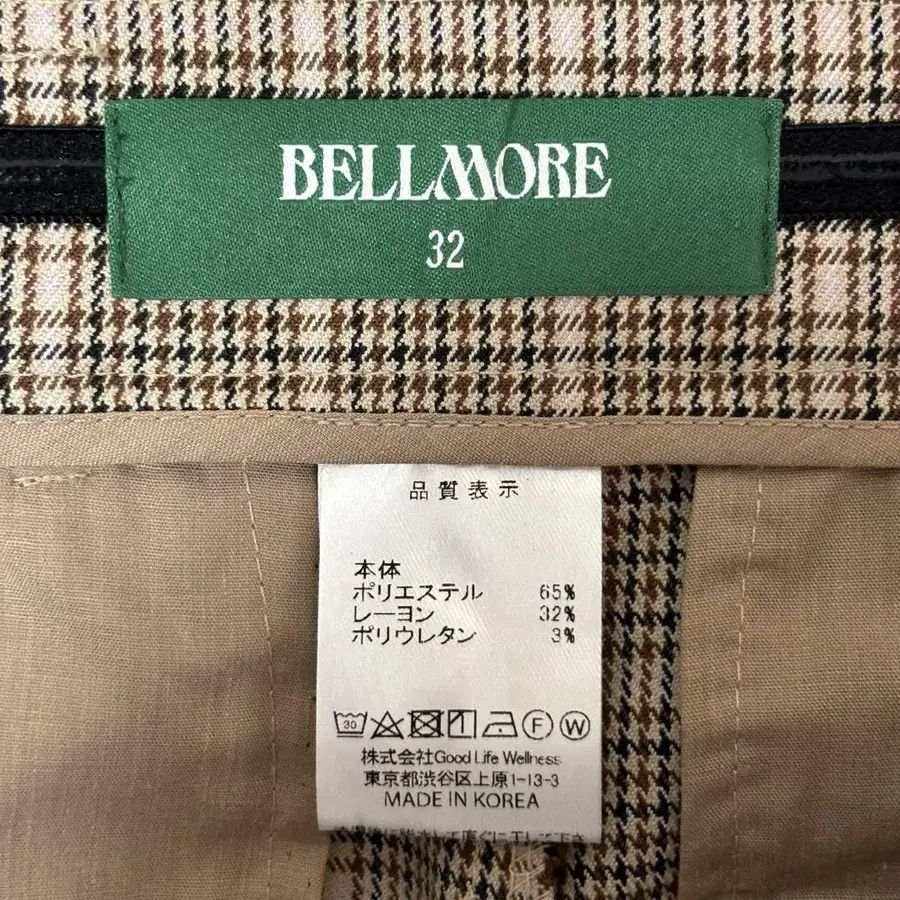 BELLMORE
32
品質表示
本体
ポリエステル 65%
レーヨン 32%
ポリウレタン 3%
30 F W
株式会社Good Life Wellness
東京都渋谷区上原1-13-3
MADE IN KOREA